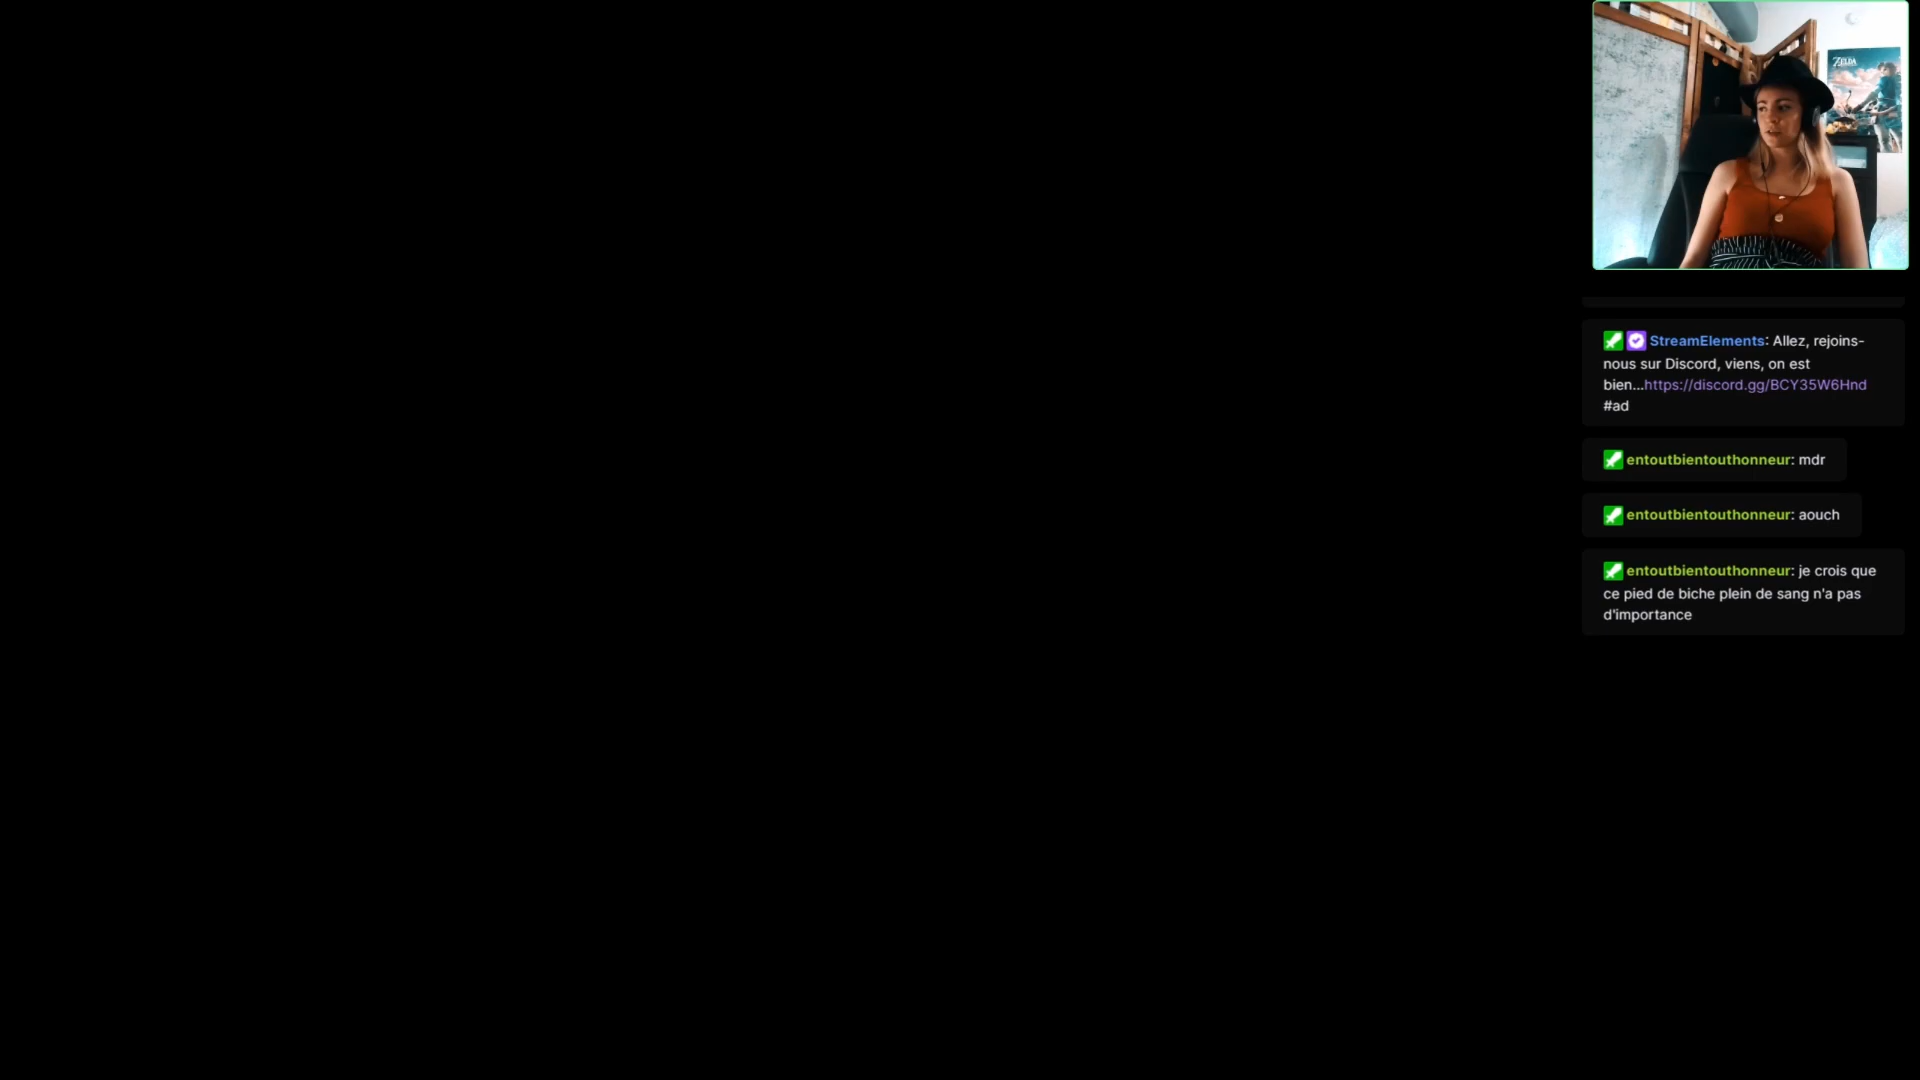 ZELDA
StreamElements: Allez, rejoins-
nous sur Discord, viens, on est
bien...https://discord.gg/BCY35W6Hnd
#ad
entoutbientouthonneur: mdr
entoutbientouthonneur: aouch
entoutbientouthonneur: je crois que
ce pied de biche plein de sang n'a pas
d'importance